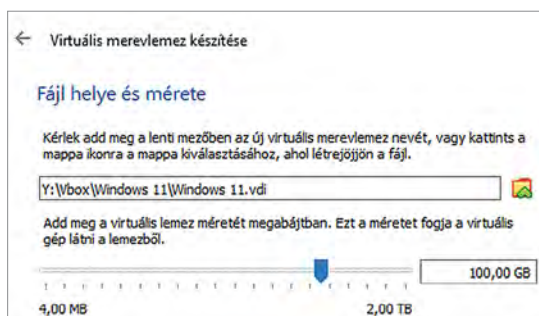 Virtuális merevlemez készítése
Fájl helye és mérete
Kérlek add meg a lenti mezőben az új virtuális merevlemez nevét, vagy kattints a
mappa ikonra a mappa kiválasztásához, ahol létrejöjjön a fájl.
Y:\Vbox\Windows 11\Windows 11.vdi
Add meg a virtuális lemez méretét megabájtban. Ezt a méretet fogja a virtuális
gép látni a lemezből.
100,00 GB
4,00 MB 2,00 TB